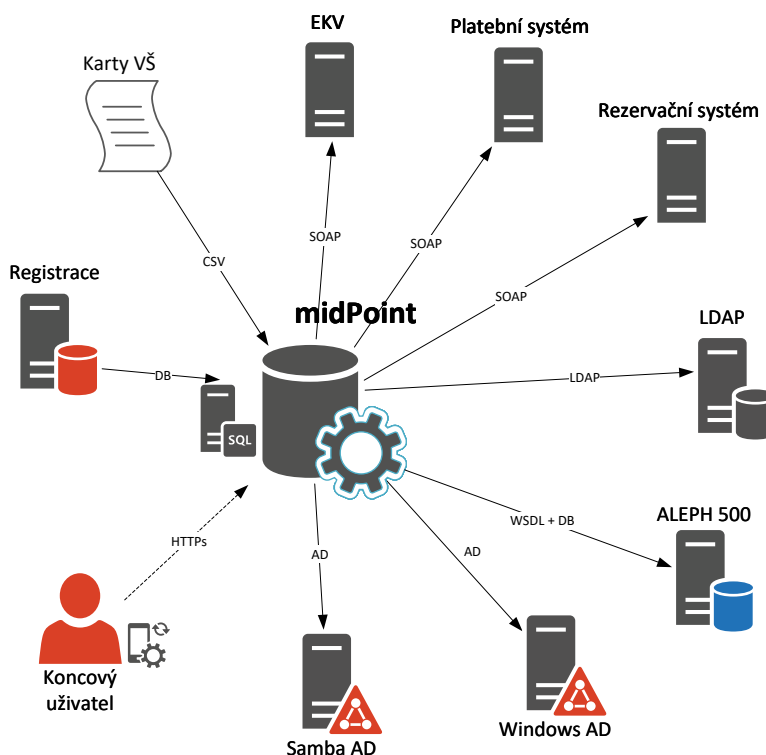 EKV
Platební systém
Karty VŠ
Rezervační systém
SOAP
SOAP
CSV
Registrace
SOAP
midPoint
LDAP
DB
LDAP
SQL
ALEPH 500
WSDL + DB
HTTPs
AD
AD
Koncový
uživatel
Windows AD
Samba AD